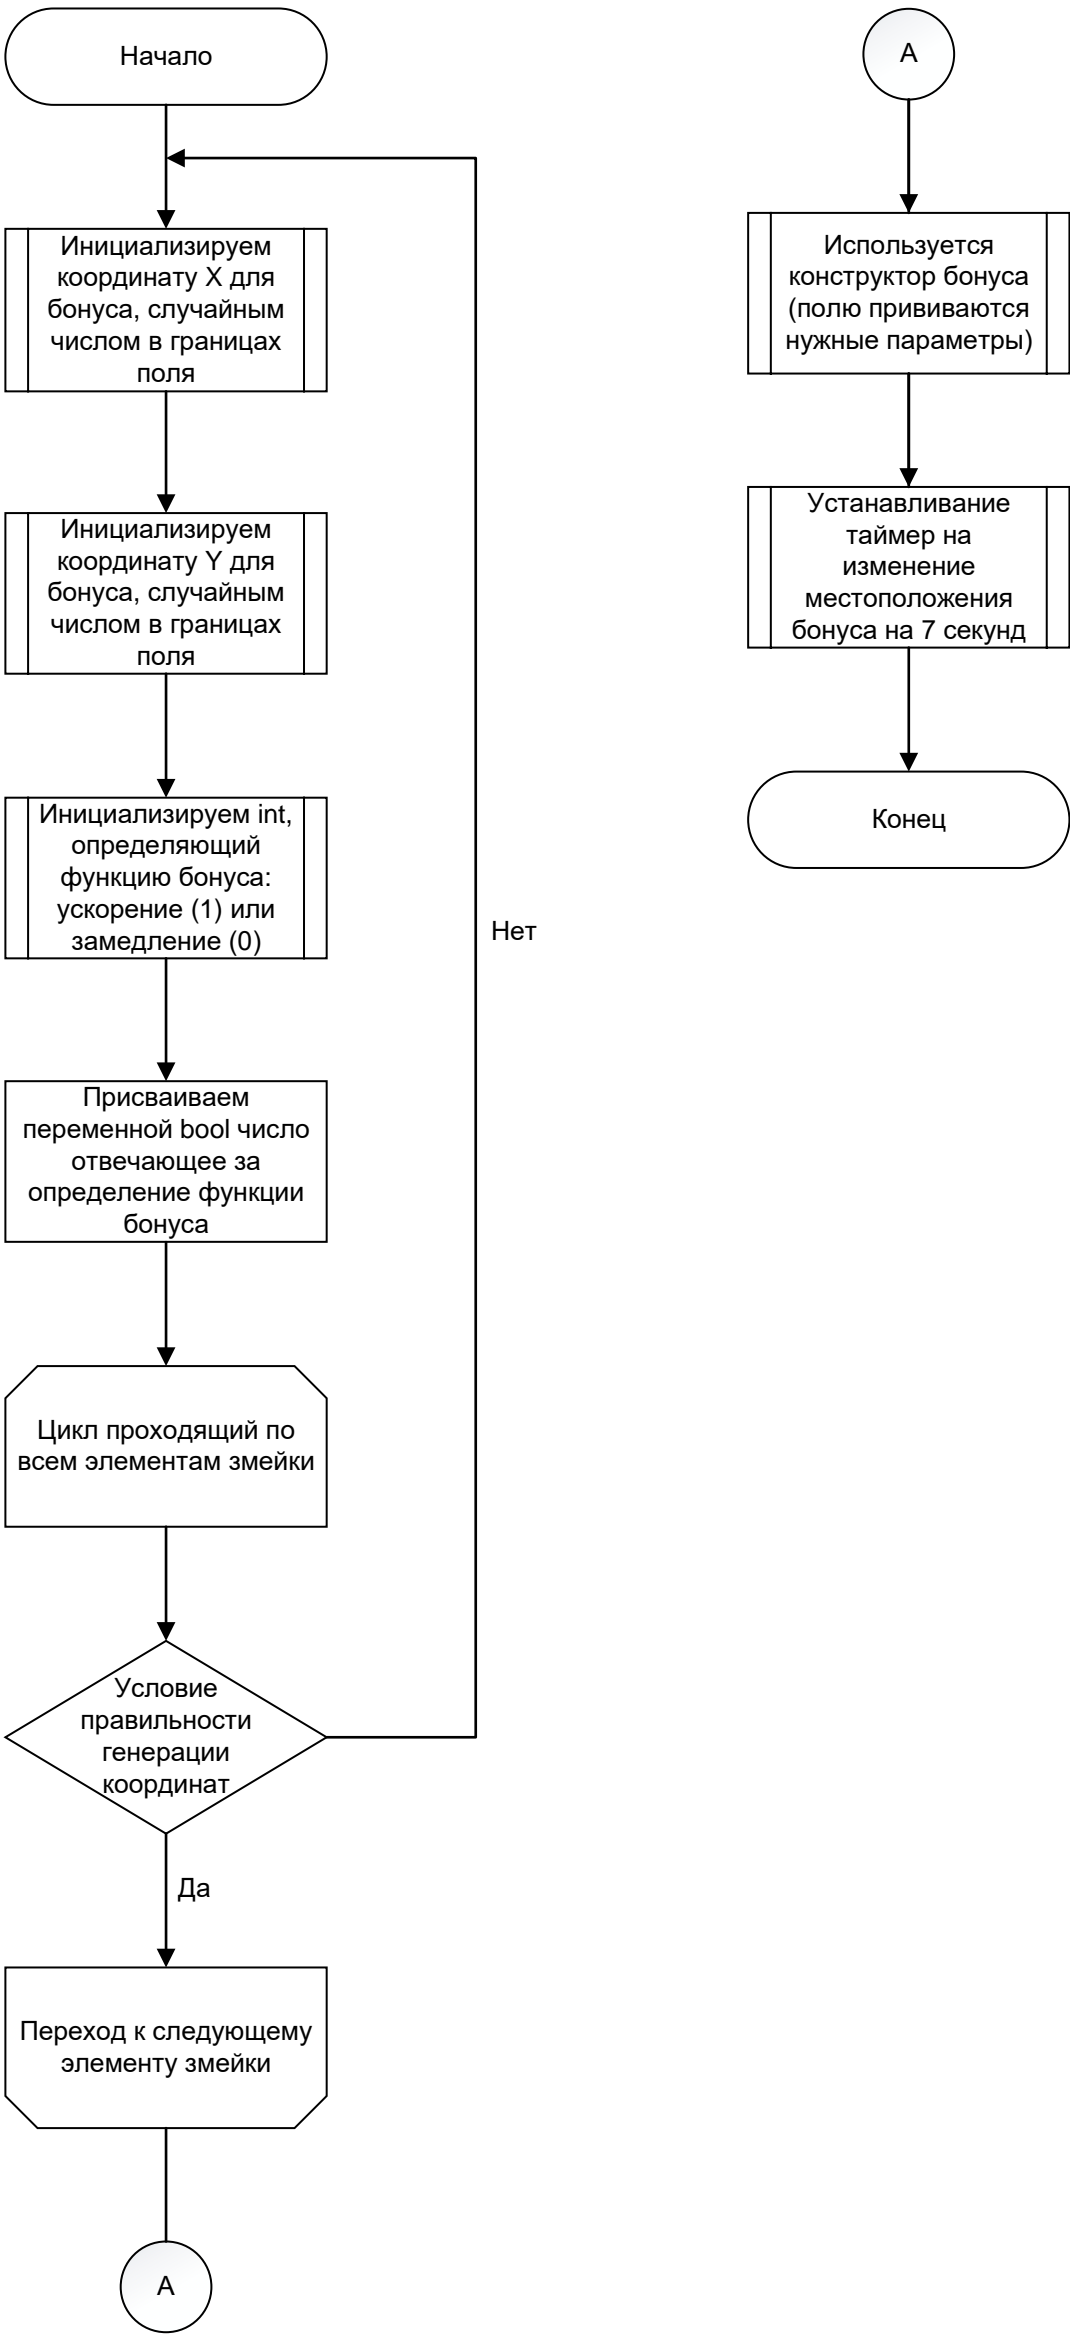 Начало
Инициализируем
координату X для
бонуса, случайным
числом в границах
поля
Инициализируем
координату Y для
бонуса, случайным
числом в границах
поля
Инициализируем int,
определяющий
функцию бонуса:
ускорение (1) или
замедление (0)
Присваиваем
переменной bool число
отвечающее за
определение функции
бонуса
Цикл проходящий по
всем элементам змейки
Условие
правильности
генерации
координат
Нет
Да
Переход к следующему
элементу змейки
А
А
Используется
конструктор бонуса
(полю прививаются
нужные параметры)
Устанавливание
таймер на
изменение
местоположения
бонуса на 7 секунд
Конец